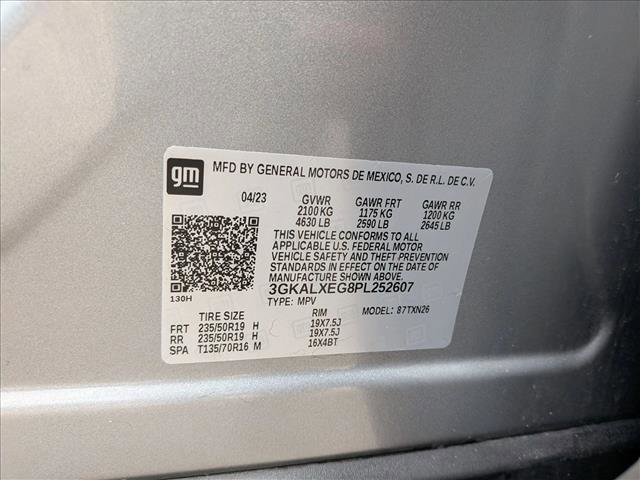 gm
MFD BY GENERAL MOTORS DE MEXICO, S. DE R.L. DE C.V.
04/23 GVWR GAWR FRT GAWR RR
2100 KG 1175 KG 1200 KG
4630 LB 2590 LB 2645 LB
THIS VEHICLE CONFORMS TO ALL
APPLICABLE U.S. FEDERAL MOTOR
VEHICLE SAFETY AND THEFT PREVENTION
STANDARDS IN EFFECT ON THE DATE OF
MANUFACTURE SHOWN ABOVE.
3GKALXEG8PL252607
130H TYPE: MPV MODEL: 87TXN26
TIRE SIZE RIM
FRT 235/50R19 H 19X7.5J
RR 235/50R19 H 19X7.5J
SPA T135/70R16 M 16X4BT